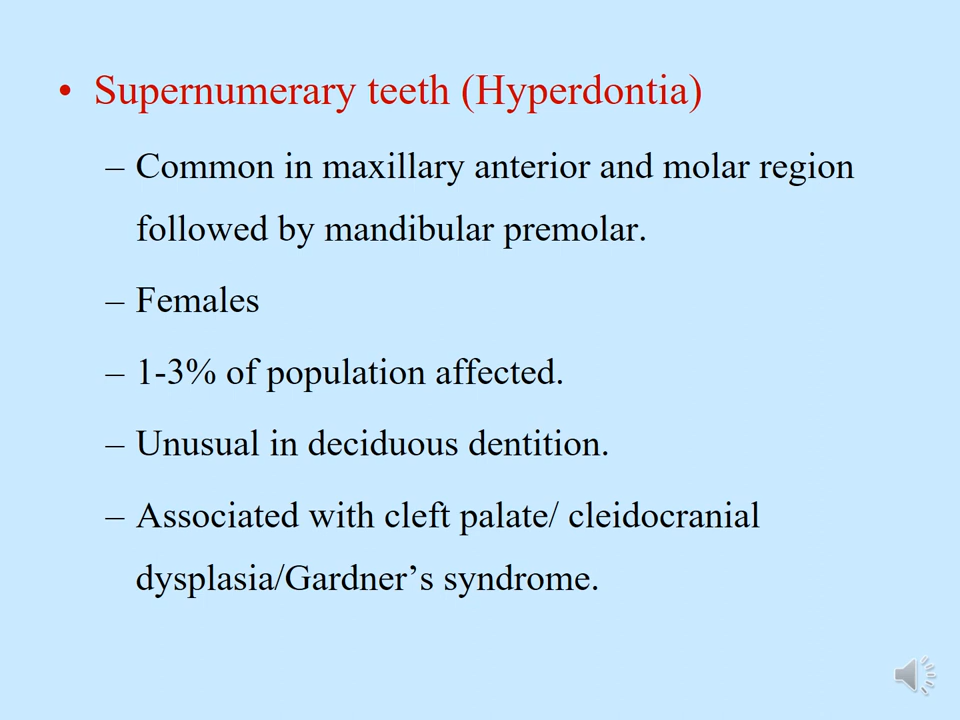 • Supernumerary teeth (Hyperdontia)
– Common in maxillary anterior and molar region
followed by mandibular premolar.
– Females
– 1-3% of population affected.
– Unusual in deciduous dentition.
– Associated with cleft palate/ cleidocranial
dysplasia/Gardner’s syndrome.